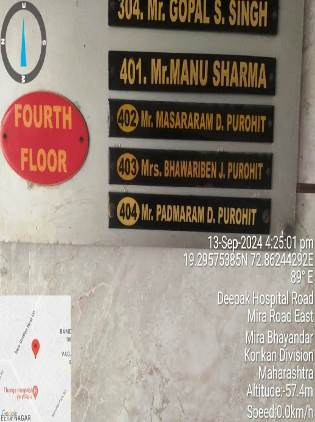 304. Mr. GOPAL S. SINGH
401. Mr. MANU SHARMA
FOURTH
FLOOR
402 Mr. MASARARAM D. PUROHIT
403 Mrs. BHAWARIBEN J. PUROHIT
404 Mr. PADMARAM D. PUROHIT
13-Sep-2024 4:25:01 pm
19.29575385N 72.86244292E
89° E
Deepak Hospital Road
Mira Road East
Mira Bhayandar
Konkan Division
Maharashtra
Altitude:-57.4m
Speed:0.0km/h
Google